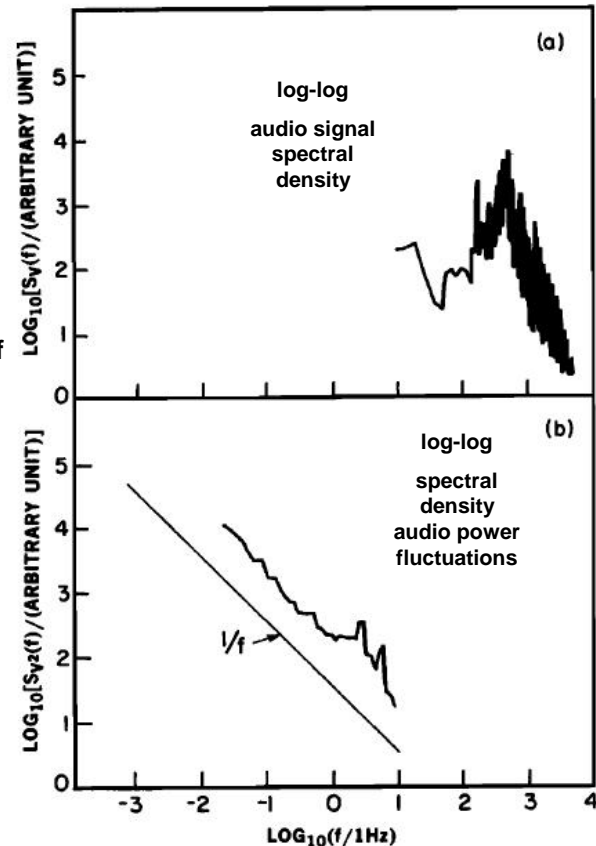 (a)
log-log
audio signal
spectral
density
LOG10[SV(f)/(ARBITRARY UNIT)]
5
4
3
2
1
0
f
(b)
log-log
spectral
density
audio power
fluctuations
1/f
LOG10[SV2(f)/(ARBITRARY UNIT)]
5
4
3
2
1
0
-3 -2 -1 0 1 2 3 4
LOG10(f/1Hz)